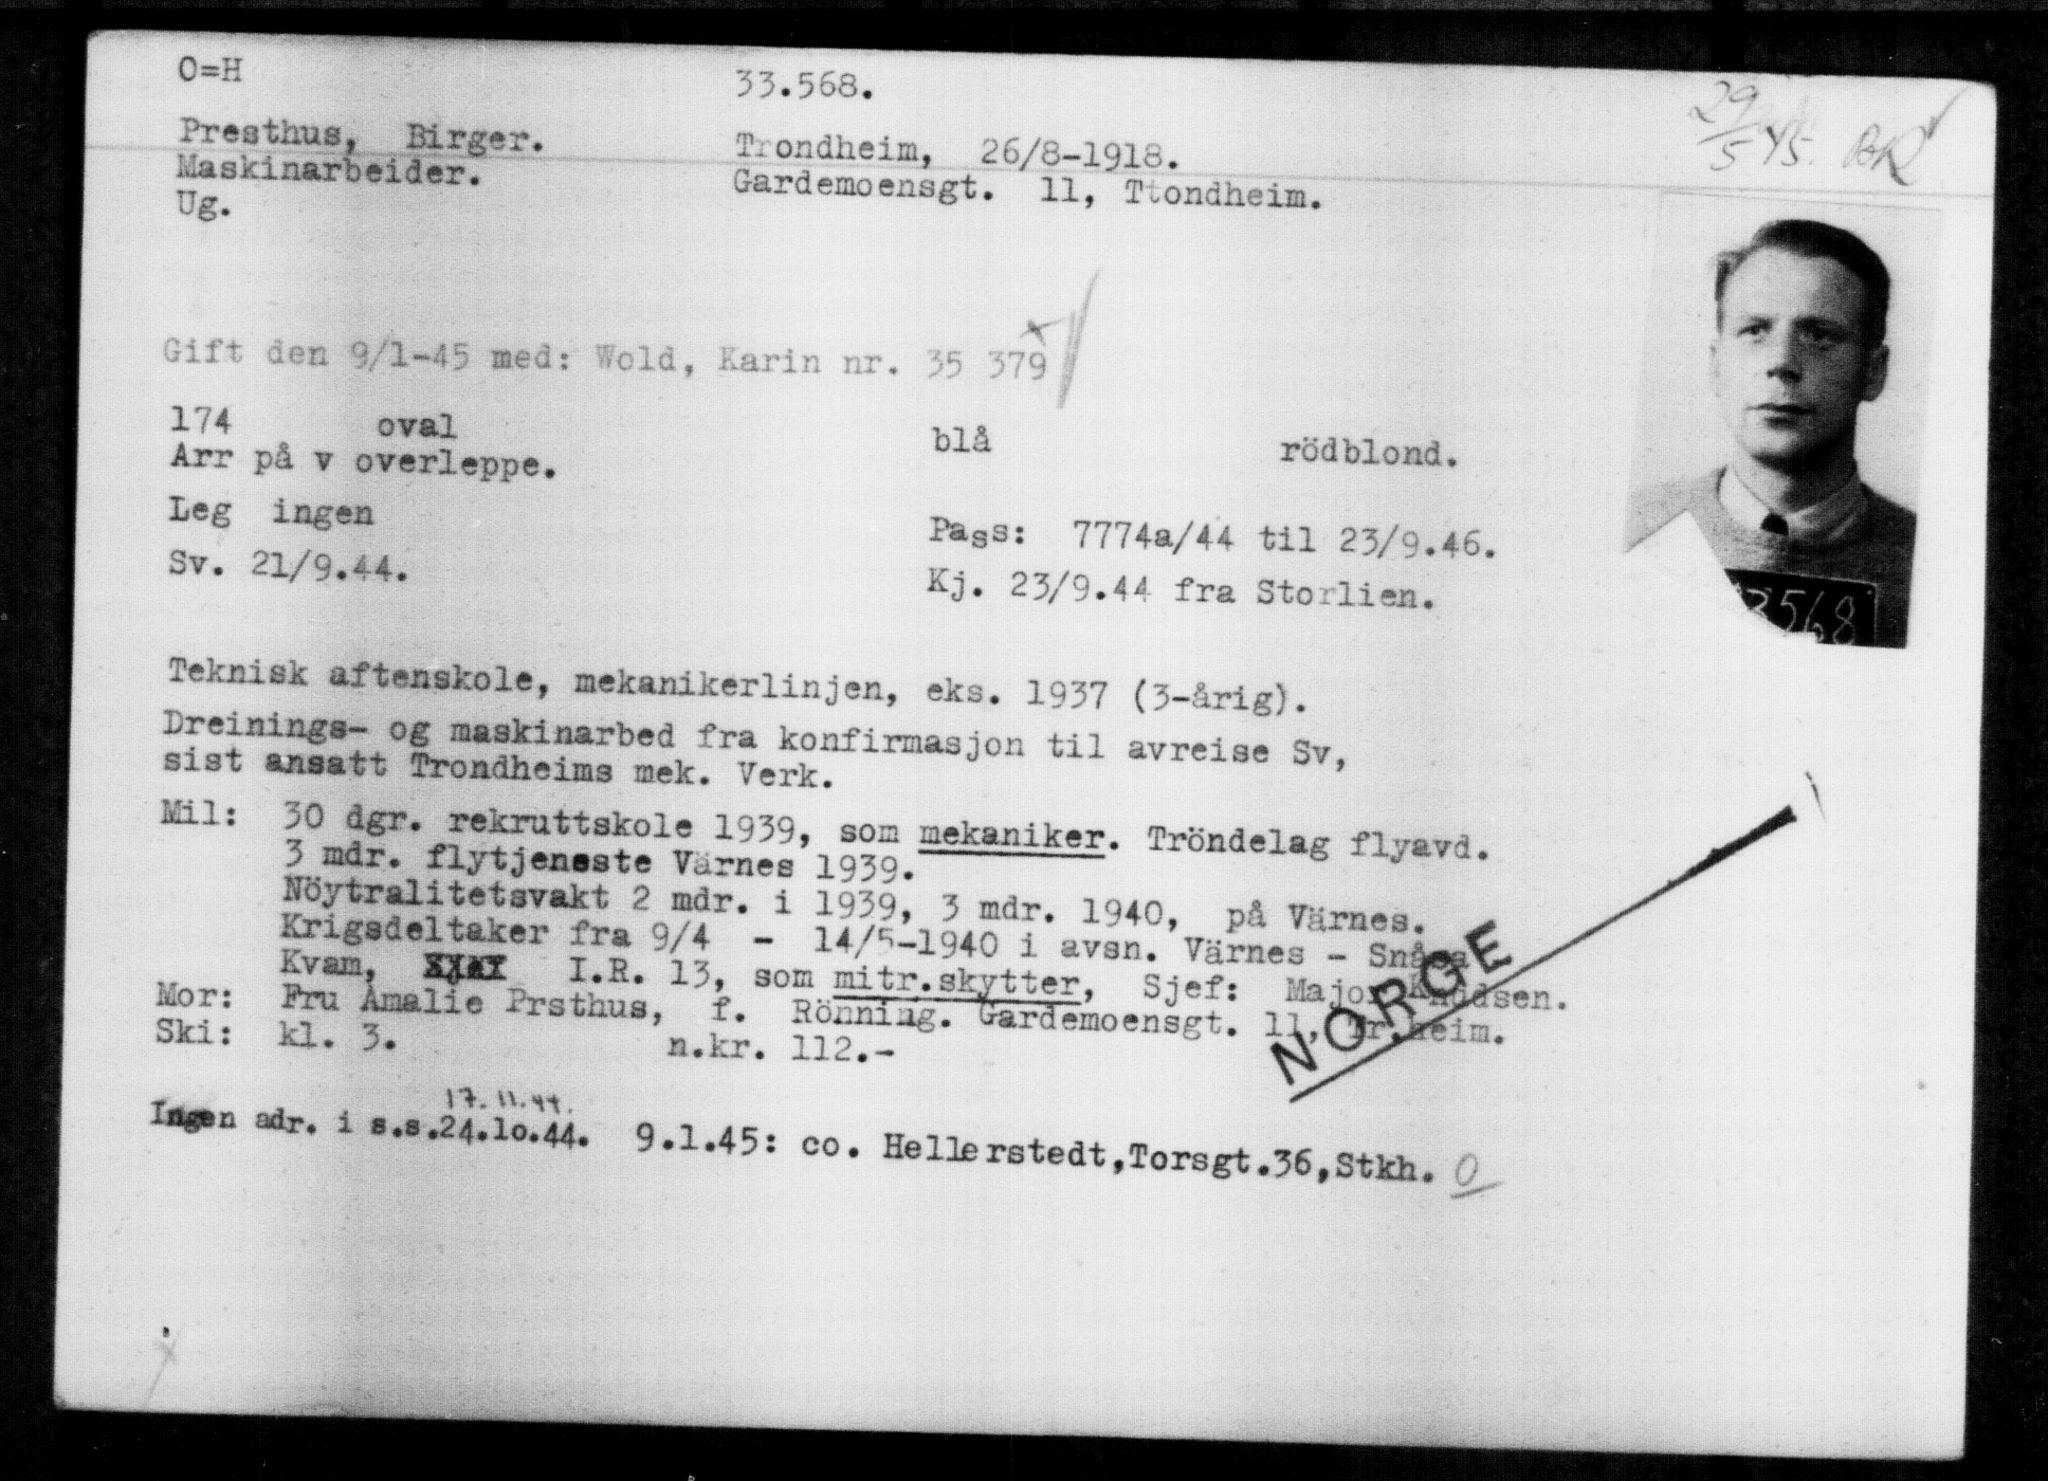 O=H 33.568.
29/5 45. BR
Presthus, Birger. Trondheim, 26/8-1918.
Maskinarbeider. Gardemoensgt. 11, Ttondheim.
Ug.
Gift den 9/1-45 med: Wold, Karin nr. 35 379
174 oval blå rödblond.
Arr på v overleppe.
Leg ingen Pass: 7774a/44 til 23/9.46.
Sv. 21/9.44. Kj. 23/9.44 fra Storlien.
3568
Teknisk aftenskole, mekanikerlinjen, eks. 1937 (3-årig).
Dreinings- og maskinarbed fra konfirmasjon til avreise Sv,
sist ansatt Trondheims mek. Verk.
Mil: 30 dgr. rekruttskole 1939, som mekaniker. Tröndelag flyavd.
3 mdr. flytjeneste Värnes 1939.
Nöytralitetsvakt 2 mdr. i 1939, 3 mdr. 1940, på Värnes.
Krigsdeltaker fra 9/4 - 14/5-1940 i avsn. Värnes - Snåsa
Kvam, I.R. 13, som mitr.skytter, Sjef: Major Knudsen.
Mor: Fru Amalie Prsthus, f. Rönning. Gardemoensgt. 11, Tr.heim.
Ski: kl. 3. n.kr. 112.-
NORGE
17.11.44.
Ingen adr. i s.s.24.10.44. 9.1.45: co. Hellerstedt,Torsgt.36,Stkh. 0